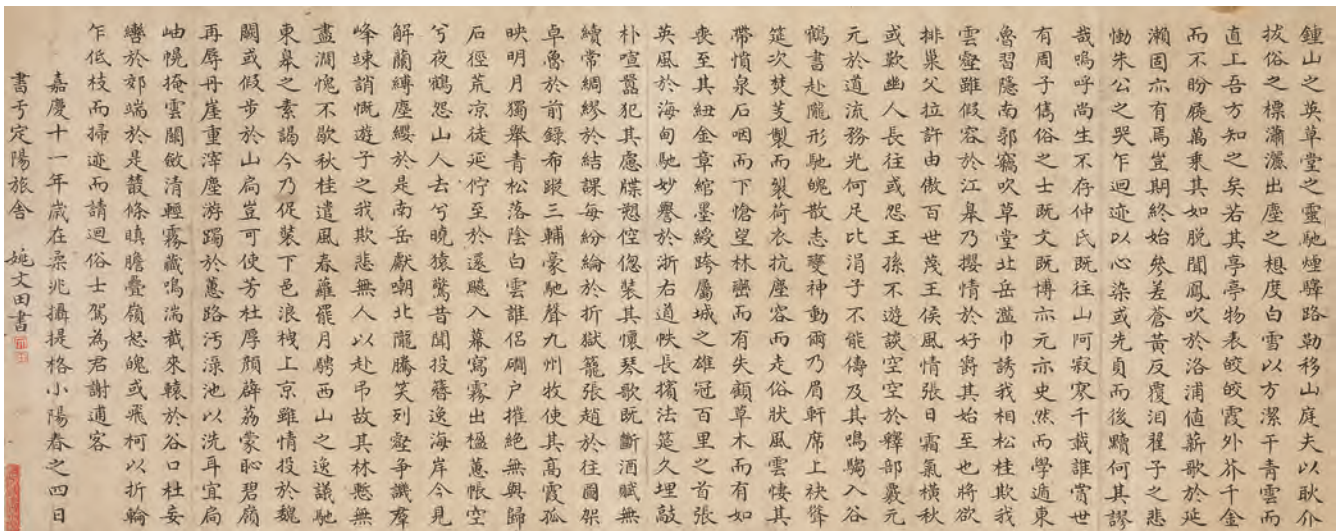 鍾山之英草堂之靈馳煙驛路勒移山庭夫以耿介
拔俗之標瀟灑出塵之想度白雪以方潔干青雲而
直上吾方知之矣若其亭亭物表皎皎霞外芥千金
而不盼屣萬乘其如脫聞鳳吹於洛浦值薪歌於延
瀨固亦有焉豈期終始參差蒼黃反覆泪翟子之悲
慟朱公之哭乍迴迹以心染或先貞而後黷何其謬
哉嗚呼尚生不存仲氏既往山阿寂寥千載誰賞世
有周子儁俗之士既文既博亦元亦史然而學遁東
魯習隱南郭竊吹草堂北岳濫巾誘我相松桂欺我
雲壑雖假容於江皋乃攖情於好爵其始至也將欲
排巢父拉許由傲百世蔑王侯風情張日霜氣橫秋
或歎幽人長往或怨王孫不遊談空空於釋部覈元
元於道流務光何足比涓子不能儔及其鳴騶入谷
鶴書赴隴形馳魄散志變神動爾乃眉軒席上袂聳
筵次焚芰製而裂荷衣抗塵容而走俗狀風雲悽其
帶憤泉石咽而下愴望林巒而有失顧草木而有如
喪至其紐金章綰墨綬跨屬城之雄冠百里之首張
英風於海甸馳妙譽於浙右道帙長擯法筵久埋敲
朴喧囂犯其慮牒愬倥傯裝其懷琴歌既斷酒賦無
續常綢繆於結課每紛綸於折獄籠張趙於往圖架
卓魯於前錄希蹤三輔豪馳聲九州牧使其高霞孤
映明月獨舉青松落陰白雲誰侶磵户摧絕無與歸
石徑荒凉徒延佇至於還飈入幕寫霧出楹蕙帳空
兮夜鶴怨山人去兮曉猿驚昔聞投簪逸海岸今見
解蘭縛塵纓於是南岳獻嘲北隴騰笑列壑爭譏羣
峰竦誚慨遊子之我欺悲無人以赴吊故其林慙無
盡澗愧不歇秋桂遣風春蘿罷月騁西山之逸議馳
東皋之素謁今乃促裝下邑浪栧上京雖情投於魏
闕或假步於山扃豈可使芳杜厚顏薜荔蒙恥碧嶺
再辱丹崖重滓塵游躅於蕙路汚淥池以洗耳宜扃
岫幌掩雲關斂清輕霧藏鳴湍截來轅於谷口杜妄
轡於郊端於是叢條瞋膽疊嶺怒魄或飛柯以折輪
乍低枝而掃迹而請迴俗士駕為君謝逋客
嘉慶十一年歲在柔兆攝提格小陽春之四日
書于定陽旅舍 姚文田書